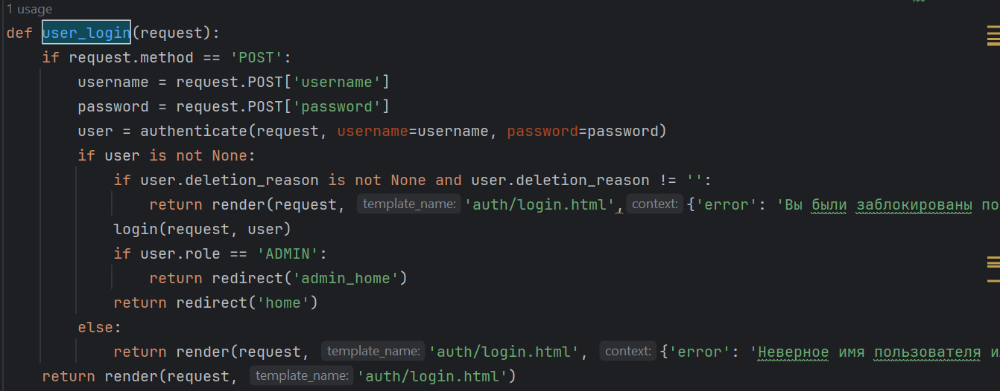 1 usage
def user_login(request):
if request.method == 'POST':
username = request.POST['username']
password = request.POST['password']
user = authenticate(request, username=username, password=password)
if user is not None:
if user.deletion_reason is not None and user.deletion_reason != '':
return render(request, template_name: 'auth/login.html', context: {'error': 'Вы были заблокированы по
login(request, user)
if user.role == 'ADMIN':
return redirect('admin_home')
return redirect('home')
else:
return render(request, template_name: 'auth/login.html', context: {'error': 'Неверное имя пользователя и
return render(request, template_name: 'auth/login.html')